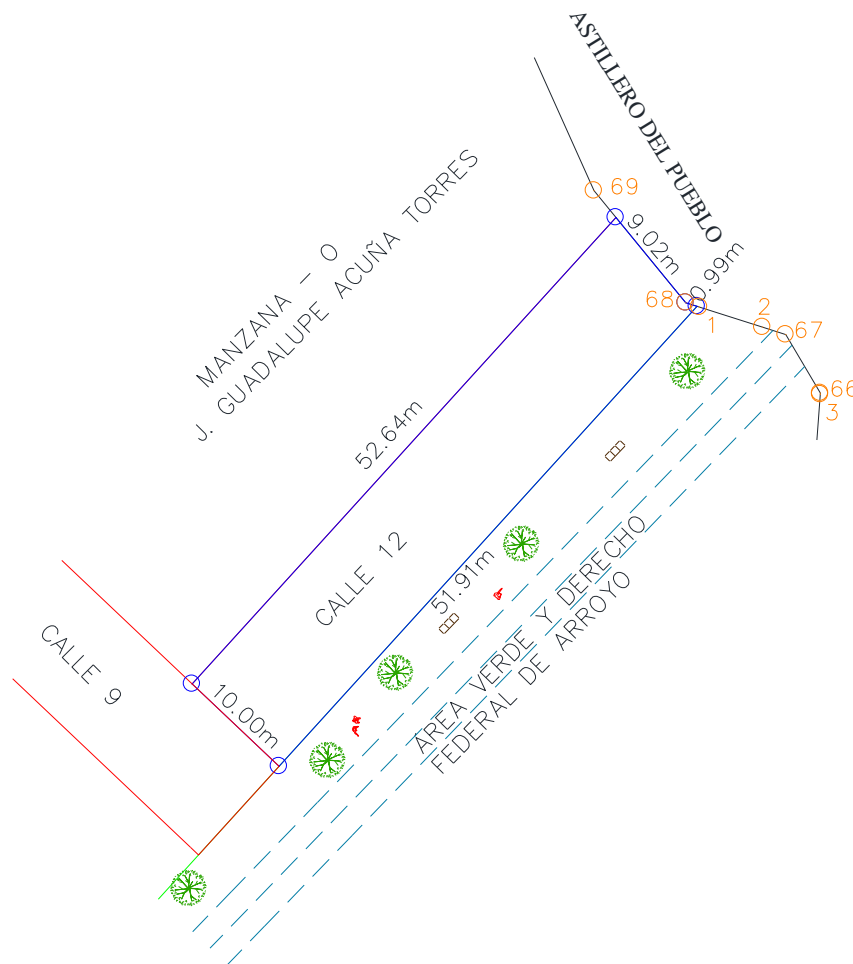 ASTILLERO DEL PUEBLO
69
9.02m
0.99m
68
1
2
67
66
3
MANZANA - O
J. GUADALUPE ACUÑA TORRES
52.64m
CALLE 12
51.91m
CALLE 9
10.00m
ÁREA VERDE Y DERECHO
FEDERAL DE ARROYO